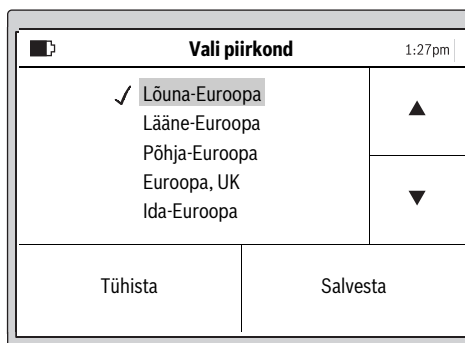 Vali piirkond
1:27pm
Lõuna-Euroopa
Lääne-Euroopa
Põhja-Euroopa
Euroopa, UK
Ida-Euroopa
Tühista
Salvesta